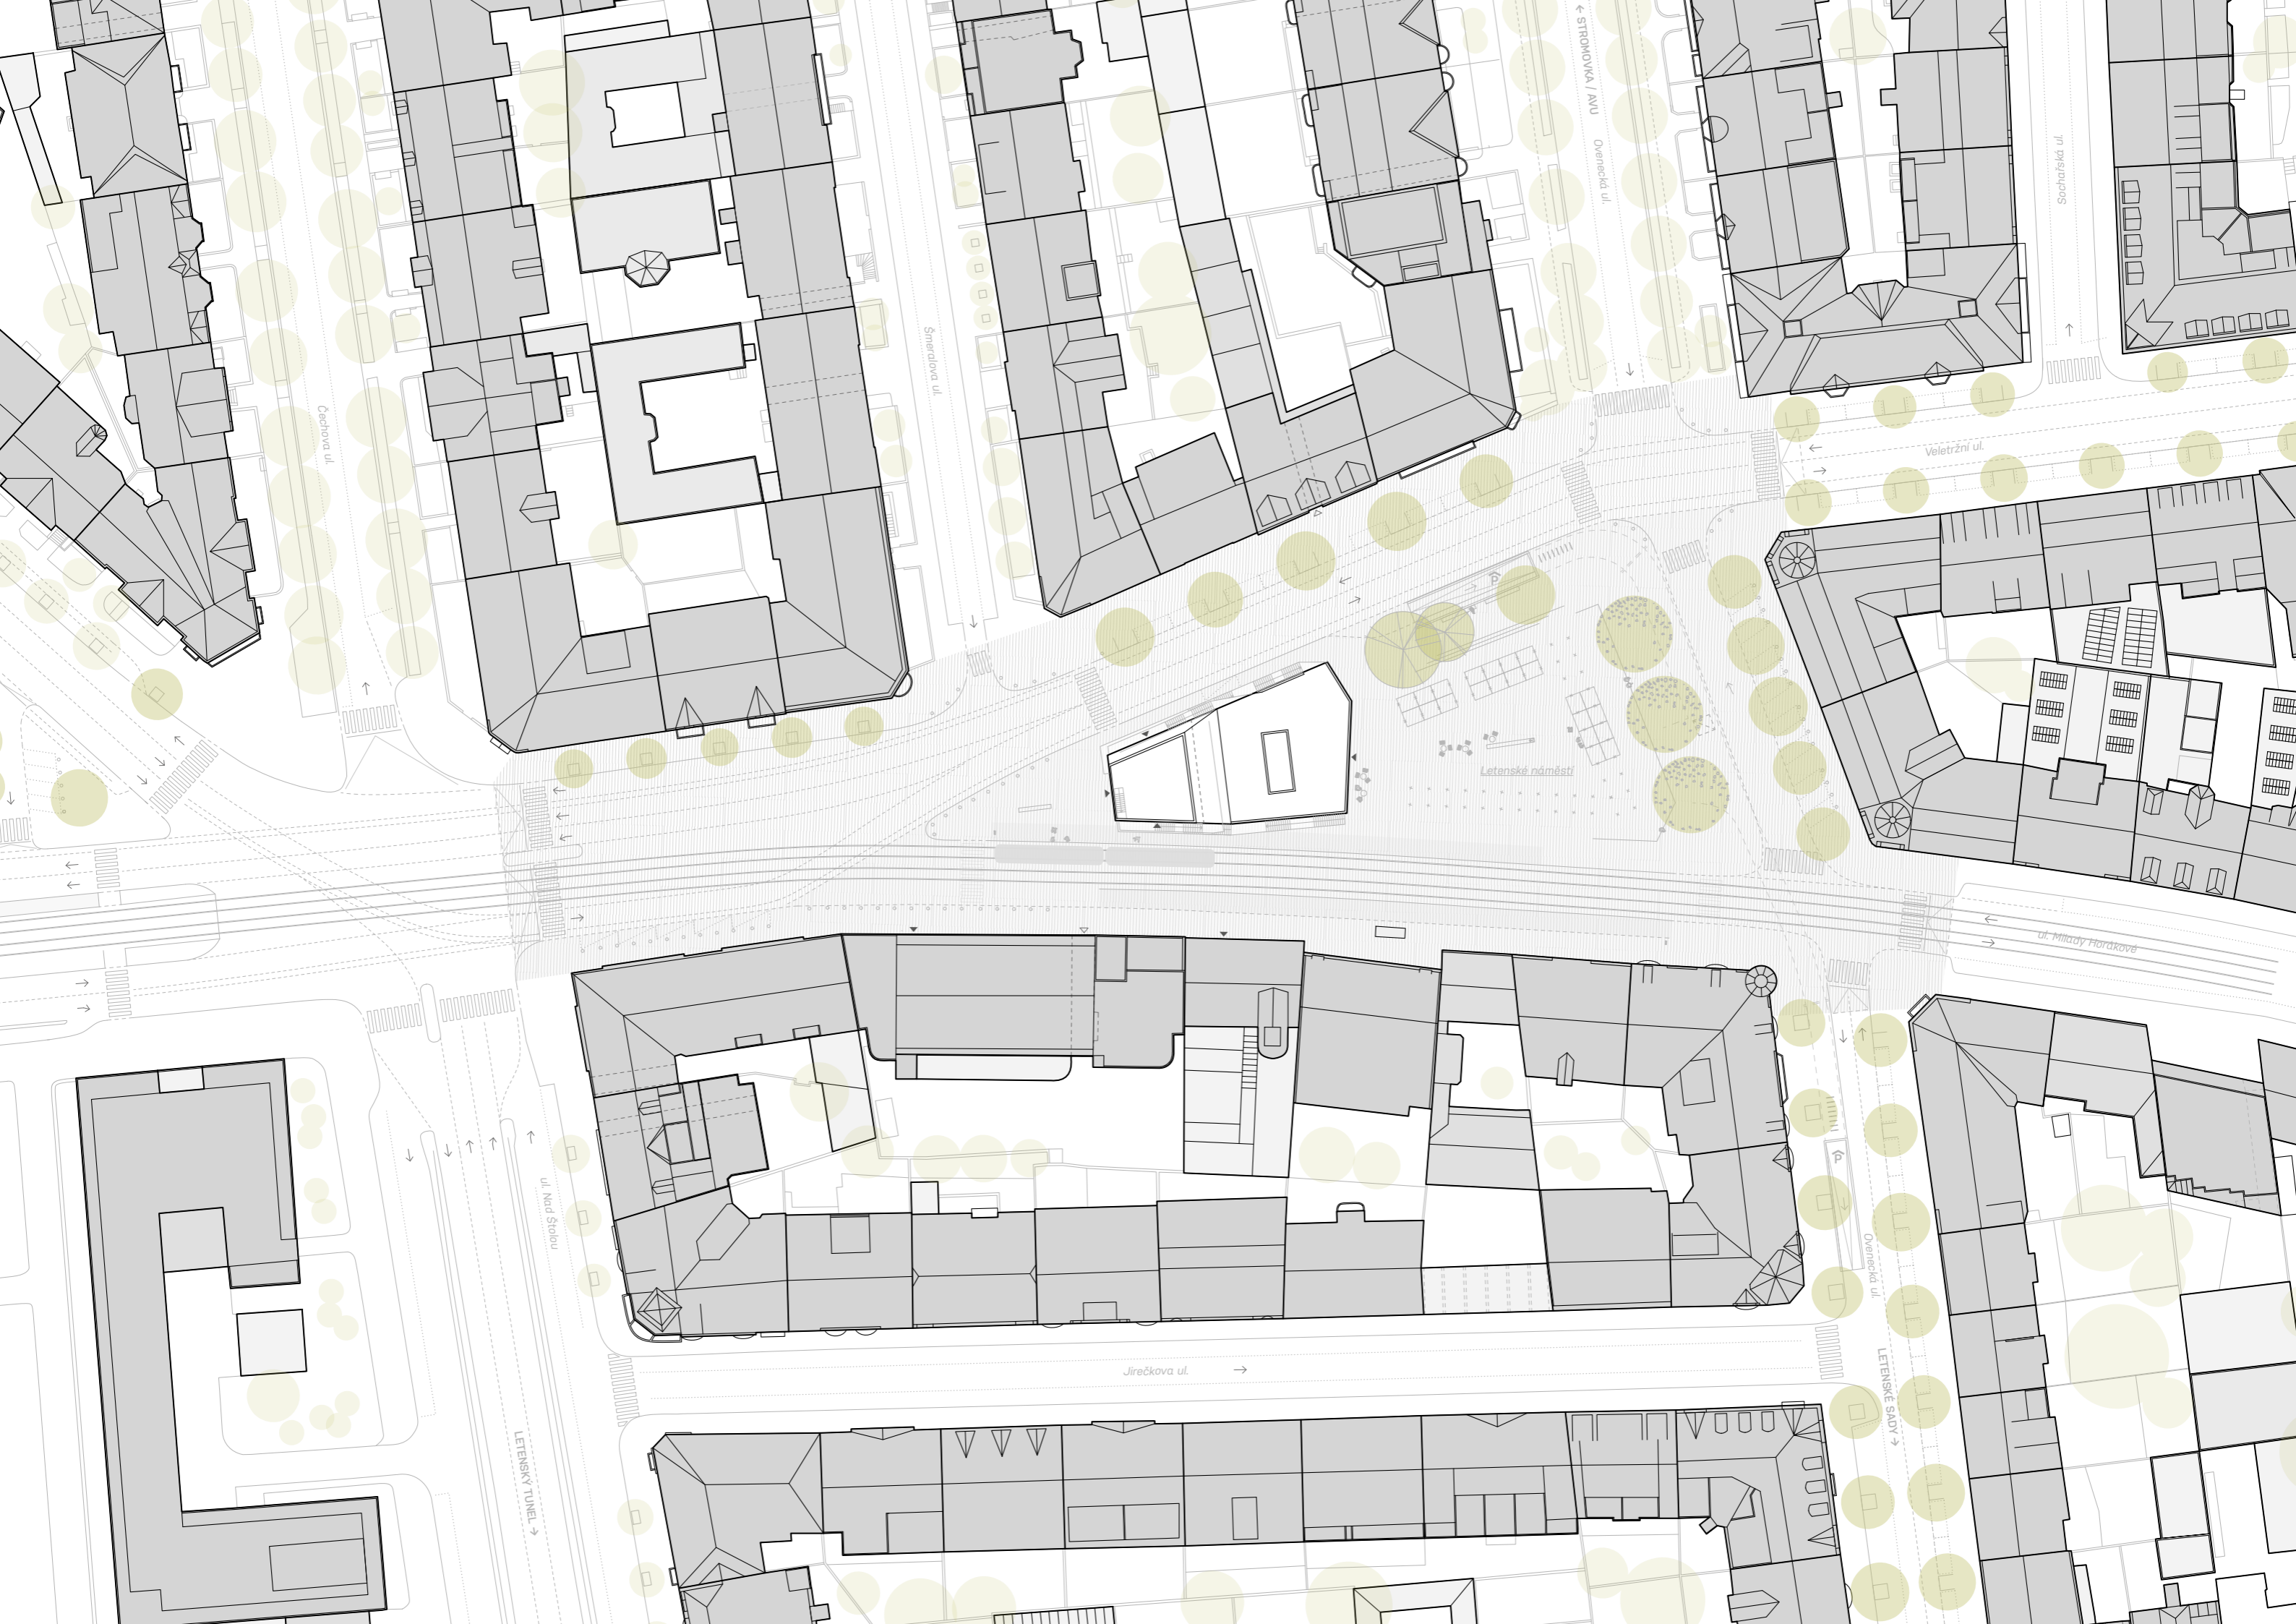 ← STROMOVKA / AVU
Ovenecká ul.
Sochařská ul.
Šmeralova ul.
Čechova ul.
Veletržní ul.
P
Letenské náměstí
ul. Milady Horákové
P
ul. Nad Štolou
Ovenecká ul.
Jirečkova ul.
LETENSKÉ SADY →
LETENSKÝ TUNEL →